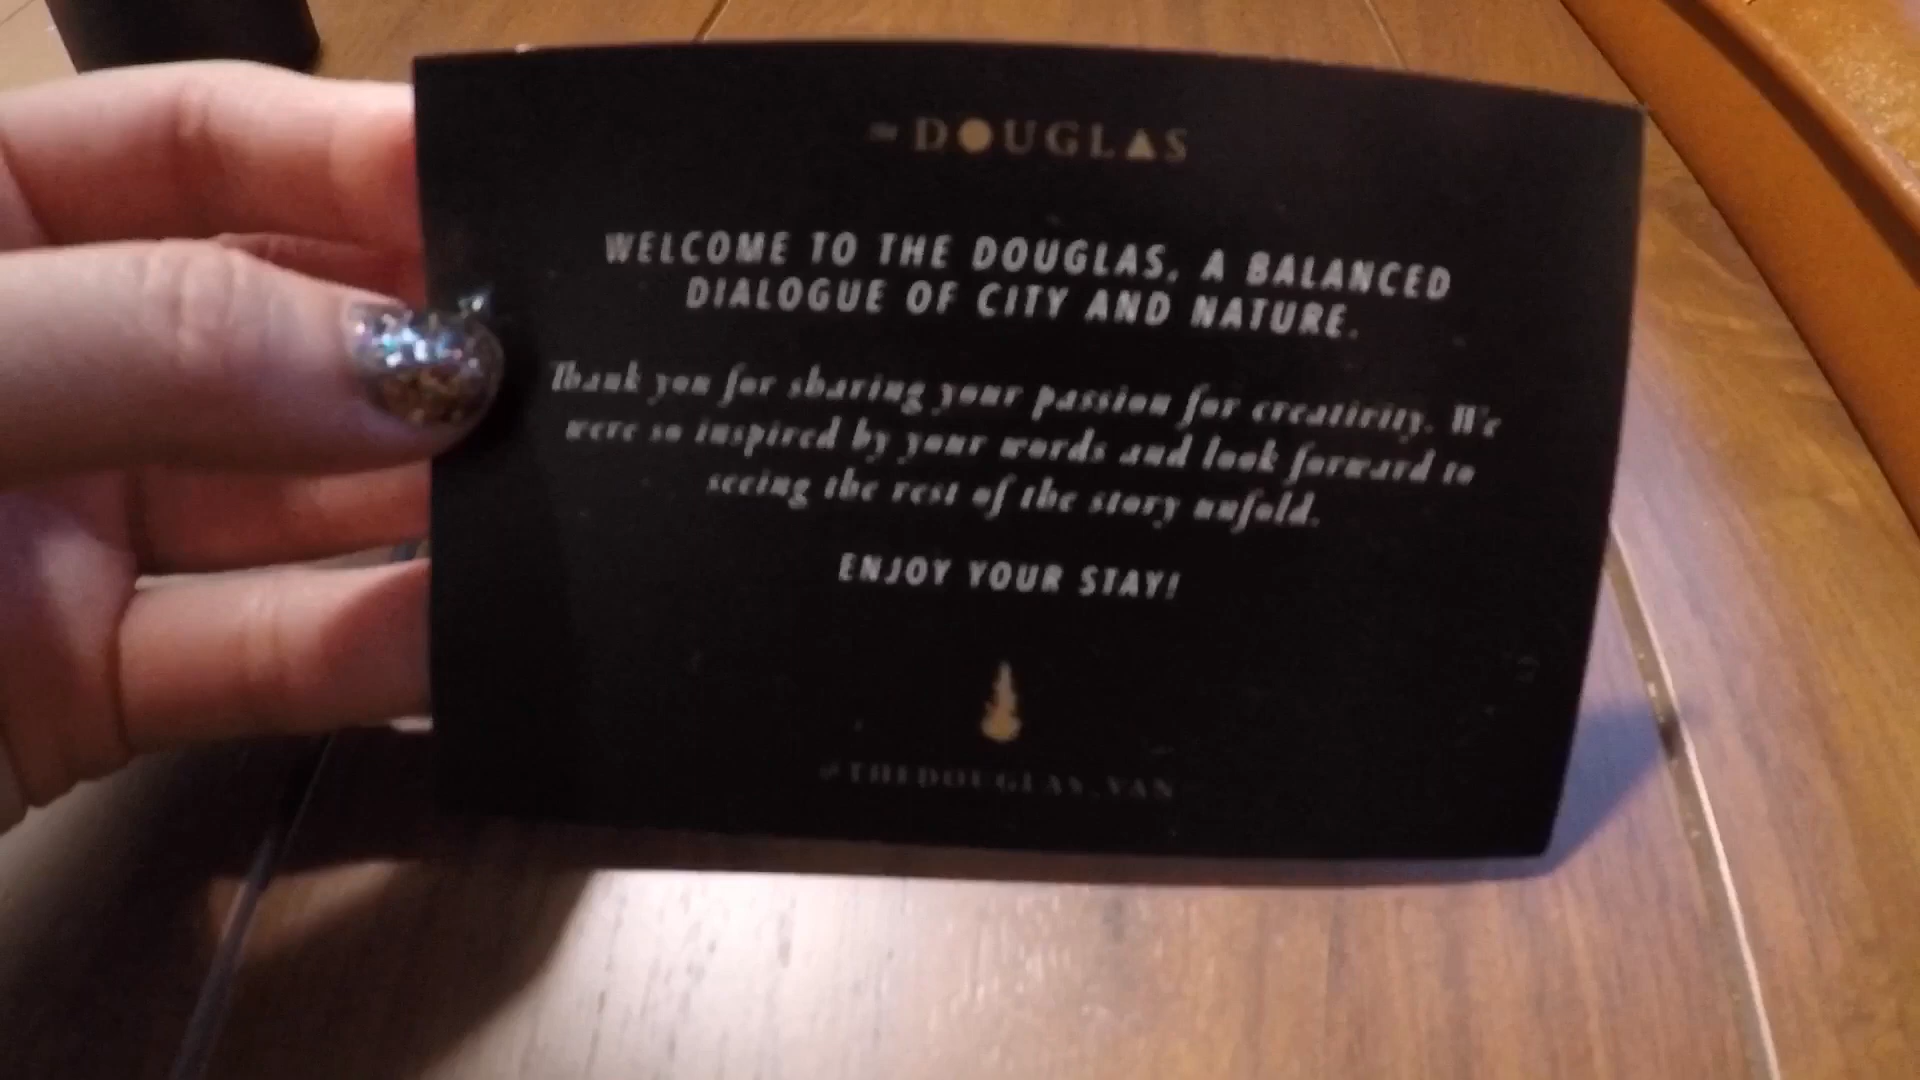 the DOUGLAS
WELCOME TO THE DOUGLAS, A BALANCED
DIALOGUE OF CITY AND NATURE.
Thank you for sharing your passion for creativity. We
were so inspired by your words and look forward to
seeing the rest of the story unfold.
ENJOY YOUR STAY!
@THEDOUGLAS_VAN